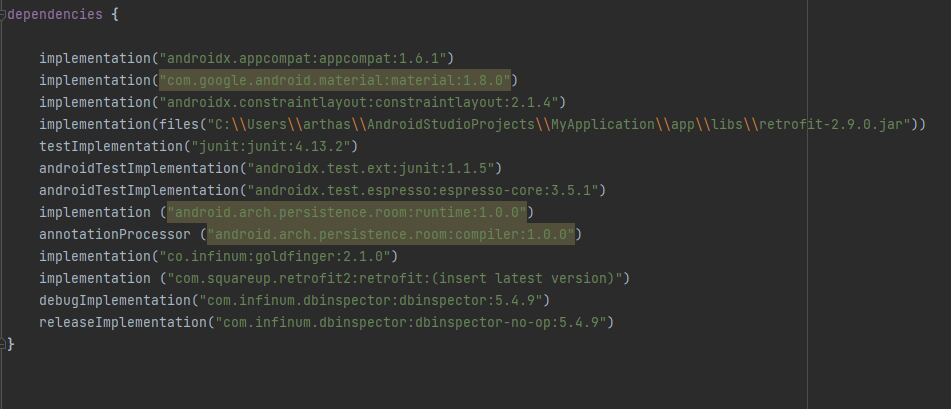 dependencies {
implementation("androidx.appcompat:appcompat:1.6.1")
implementation("com.google.android.material:material:1.8.0")
implementation("androidx.constraintlayout:constraintlayout:2.1.4")
implementation(files("C:\\Users\\arthas\\AndroidStudioProjects\\MyApplication\\app\\libs\\retrofit-2.9.0.jar"))
testImplementation("junit:junit:4.13.2")
androidTestImplementation("androidx.test.ext:junit:1.1.5")
androidTestImplementation("androidx.test.espresso:espresso-core:3.5.1")
implementation ("android.arch.persistence.room:runtime:1.0.0")
annotationProcessor ("android.arch.persistence.room:compiler:1.0.0")
implementation("co.infinum:goldfinger:2.1.0")
implementation ("com.squareup.retrofit2:retrofit:(insert latest version)")
debugImplementation("com.infinum.dbinspector:dbinspector:5.4.9")
releaseImplementation("com.infinum.dbinspector:dbinspector-no-op:5.4.9")
}